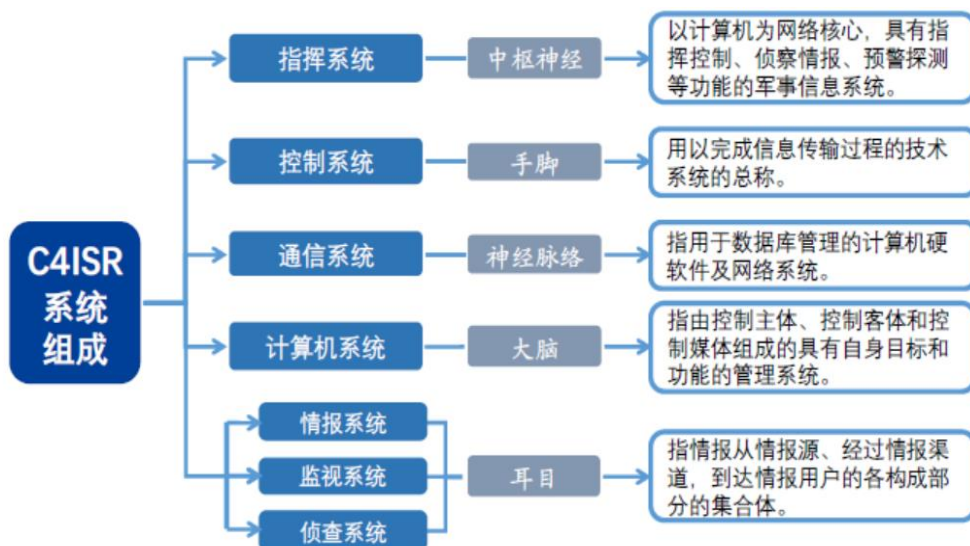 C4ISR
系统
组成
指挥系统
中枢神经
以计算机为网络核心，具有指
挥控制、侦察情报、预警探测
等功能的军事信息系统。
控制系统
手脚
用以完成信息传输过程的技术
系统的总称。
通信系统
神经脉络
指用于数据库管理的计算机硬
软件及网络系统。
计算机系统
大脑
指由控制主体、控制客体和控
制媒体组成的具有自身目标和
功能的管理系统。
情报系统
监视系统
侦查系统
耳目
指情报从情报源、经过情报渠
道，到达情报用户的各构成部
分的集合体。